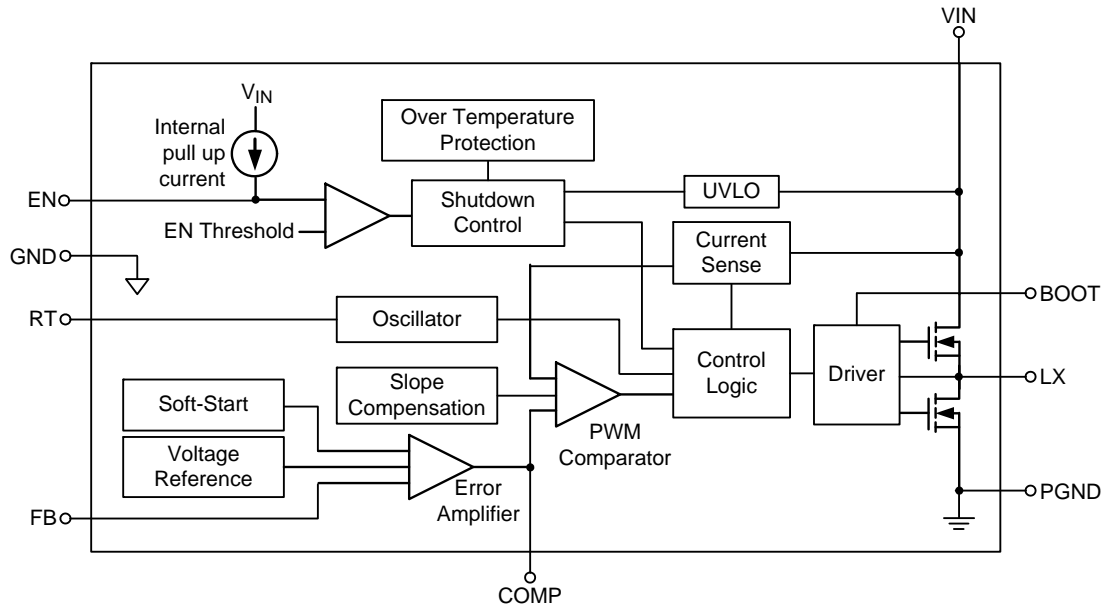 VIN
VIN
Internal
pull up
current
Over Temperature
Protection
EN
EN Threshold
Shutdown
Control
UVLO
GND
Current
Sense
BOOT
RT
Oscillator
Control
Logic
Driver
LX
Soft-Start
Slope
Compensation
PWM
Comparator
Voltage
Reference
Error
Amplifier
FB
PGND
COMP